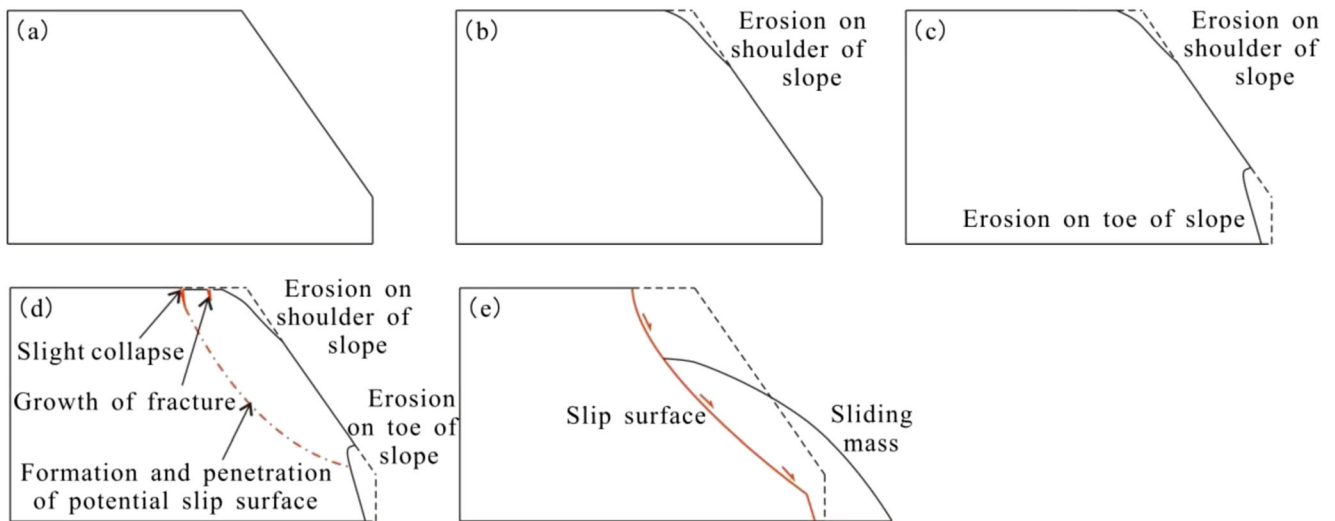 (a)
(b)
Erosion on
shoulder of
slope
(c)
Erosion on
shoulder of
slope
Erosion on toe of slope
(d)
Erosion on
shoulder of
slope
Slight collapse
Growth of fracture
Erosion
on toe of
slope
Formation and penetration
of potential slip surface
(e)
Slip surface
Sliding
mass